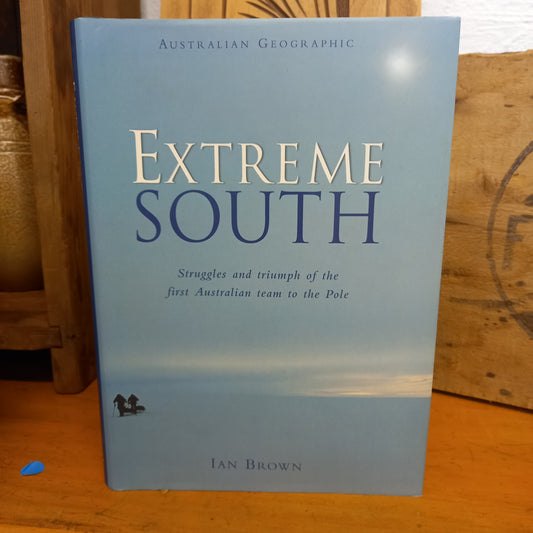 AUSTRALIAN GEOGRAPHIC
EXTREME
SOUTH
Struggles and triumph of the
first Australian team to the Pole
IAN BROWN